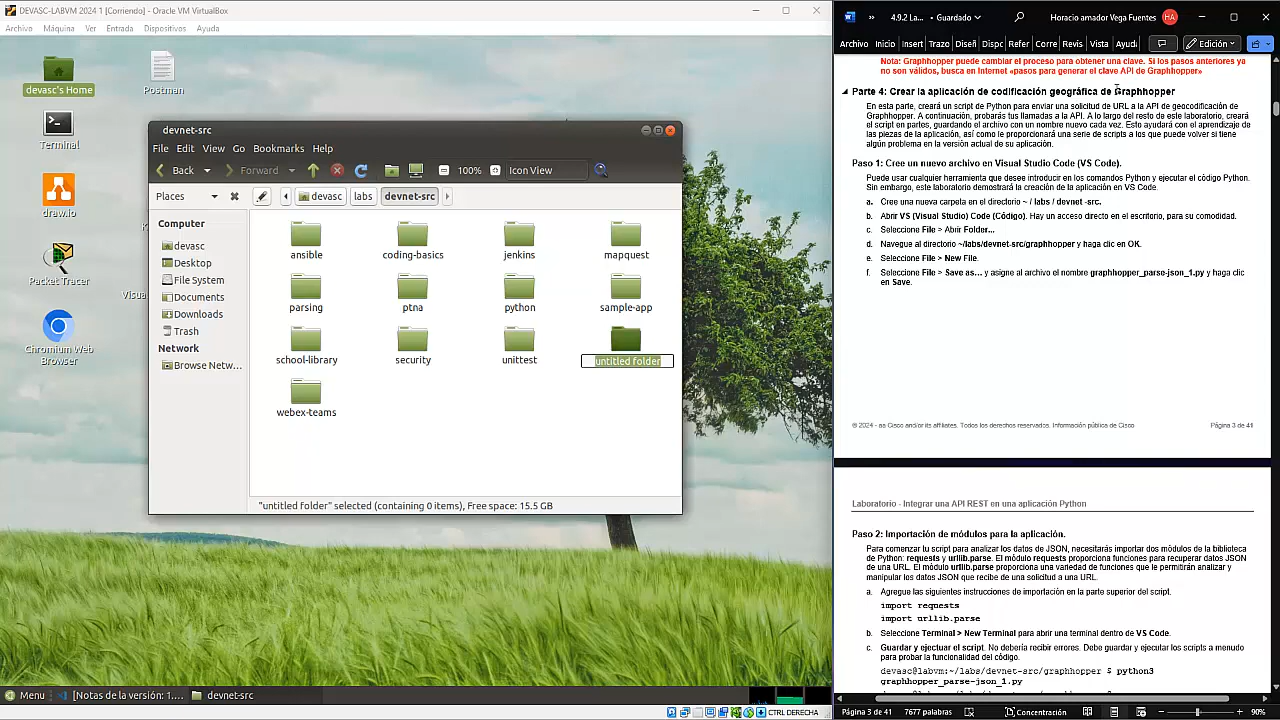 DEVASC-LABVM 2024 1 [Corriendo] - Oracle VM VirtualBox
Archivo Máquina Ver Entrada Dispositivos Ayuda
devasc's Home
Postman
Terminal
draw.io
Packet Tracer
Visua
Chromium Web
Browser
devnet-src
File Edit View Go Bookmarks Help
Back Forward 100% Icon View
Places devasc labs devnet-src
Computer
devasc
Desktop
File System
Documents
Downloads
Trash
Network
Browse Netw...
ansible coding-basics jenkins mapquest
parsing ptna python sample-app
school-library security unittest untitled folder
webex-teams
"untitled folder" selected (containing 0 items), Free space: 15.5 GB
Menu [Notas de la versión: 1.... devnet-src
CTRL DERECHA
4.9.2 La... • Guardado Horacio amador Vega Fuentes HA
Archivo Inicio Insert Trazo Diseñ Dispc Refer Corre Revis Vista Ayud Edición
Nota: Graphhopper puede cambiar el proceso para obtener una clave. Si los pasos anteriores ya
no son válidos, busca en Internet «pasos para generar el clave API de Graphhopper»
Parte 4: Crear la aplicación de codificación geográfica de Graphhopper
En esta parte, creará un script de Python para enviar una solicitud de URL a la API de geocodificación de
Graphhopper. A continuación, probarás tus llamadas a la API. A lo largo del resto de este laboratorio, creará
el script en partes, guardando el archivo con un nombre nuevo cada vez. Esto ayudará con el aprendizaje de
las piezas de la aplicación, así como le proporcionará una serie de scripts a los que puede volver si tiene
algún problema en la versión actual de su aplicación.
Paso 1: Cree un nuevo archivo en Visual Studio Code (VS Code).
Puede usar cualquier herramienta que desee introducir en los comandos Python y ejecutar el código Python.
Sin embargo, este laboratorio demostrará la creación de la aplicación en VS Code.
a. Cree una nueva carpeta en el directorio ~ / labs / devnet -src.
b. Abrir VS (Visual Studio) Code (Código). Hay un acceso directo en el escritorio, para su comodidad.
c. Seleccione File > Abrir Folder...
d. Navegue al directorio ~/labs/devnet-src/graphhopper y haga clic en OK.
e. Seleccione File > New File.
f. Seleccione File > Save as... y asigne al archivo el nombre graphhopper_parse-json_1.py y haga clic
en Save.
© 2024 - aa Cisco and/or its affiliates. Todos los derechos reservados. Información pública de Cisco Página 3 de 41
Laboratorio - Integrar una API REST en una aplicación Python
Paso 2: Importación de módulos para la aplicación.
Para comenzar tu script para analizar los datos de JSON, necesitarás importar dos módulos de la biblioteca
de Python: requests y urllib.parse. El módulo requests proporciona funciones para recuperar datos JSON
de una URL. El módulo urllib.parse proporciona una variedad de funciones que le permitirán analizar y
manipular los datos JSON que recibe de una solicitud a una URL.
a. Agregue las siguientes instrucciones de importación en la parte superior del script.
import requests
import urllib.parse
b. Seleccione Terminal > New Terminal para abrir una terminal dentro de VS Code.
c. Guardar y ejectuar el script. No debería recibir errores. Debe guardar y ejecutar los scripts a menudo
para probar la funcionalidad del código.
devasc@labvm:~/labs/devnet-src/graphhopper $ python3
graphhopper_parse-json_1.py
Página 3 de 41 7677 palabras Concentración 90%